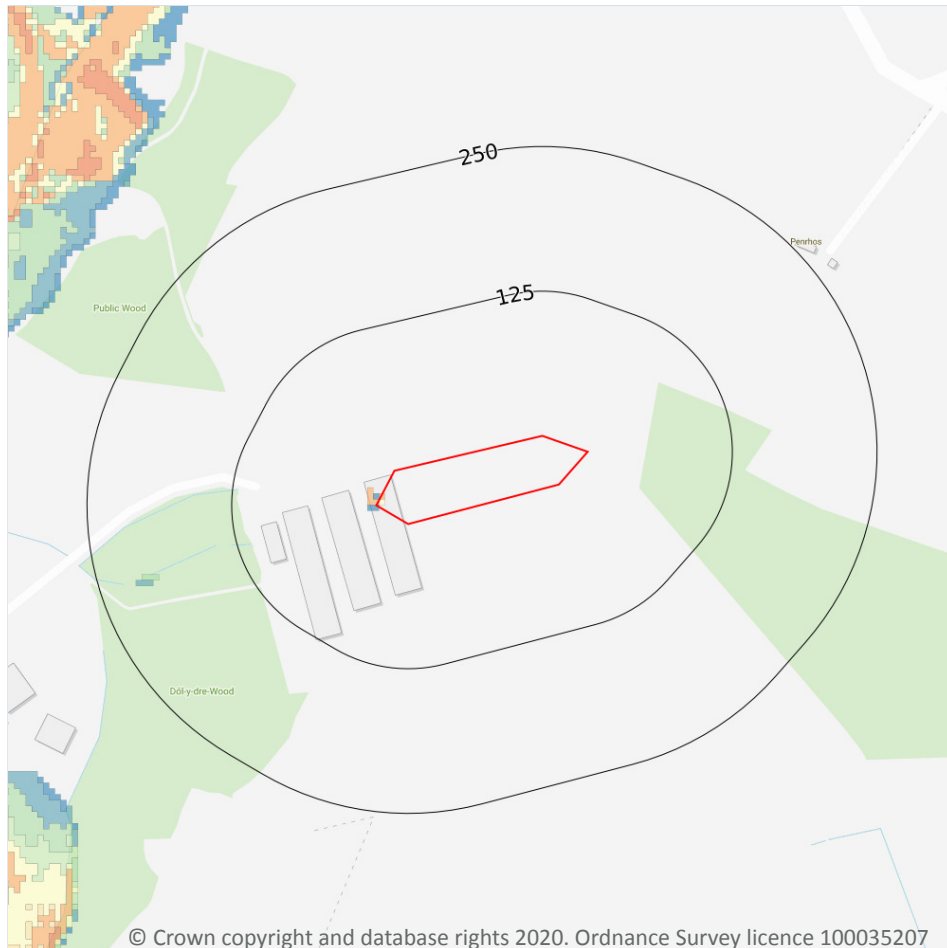 250
Penrhos
125
Public Wood
Dôl-y-dre-Wood
© Crown copyright and database rights 2020. Ordnance Survey licence 100035207